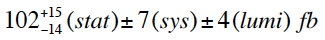 102 +15 −14 (stat) ± 7 (sys) ± 4 (lumi) fb